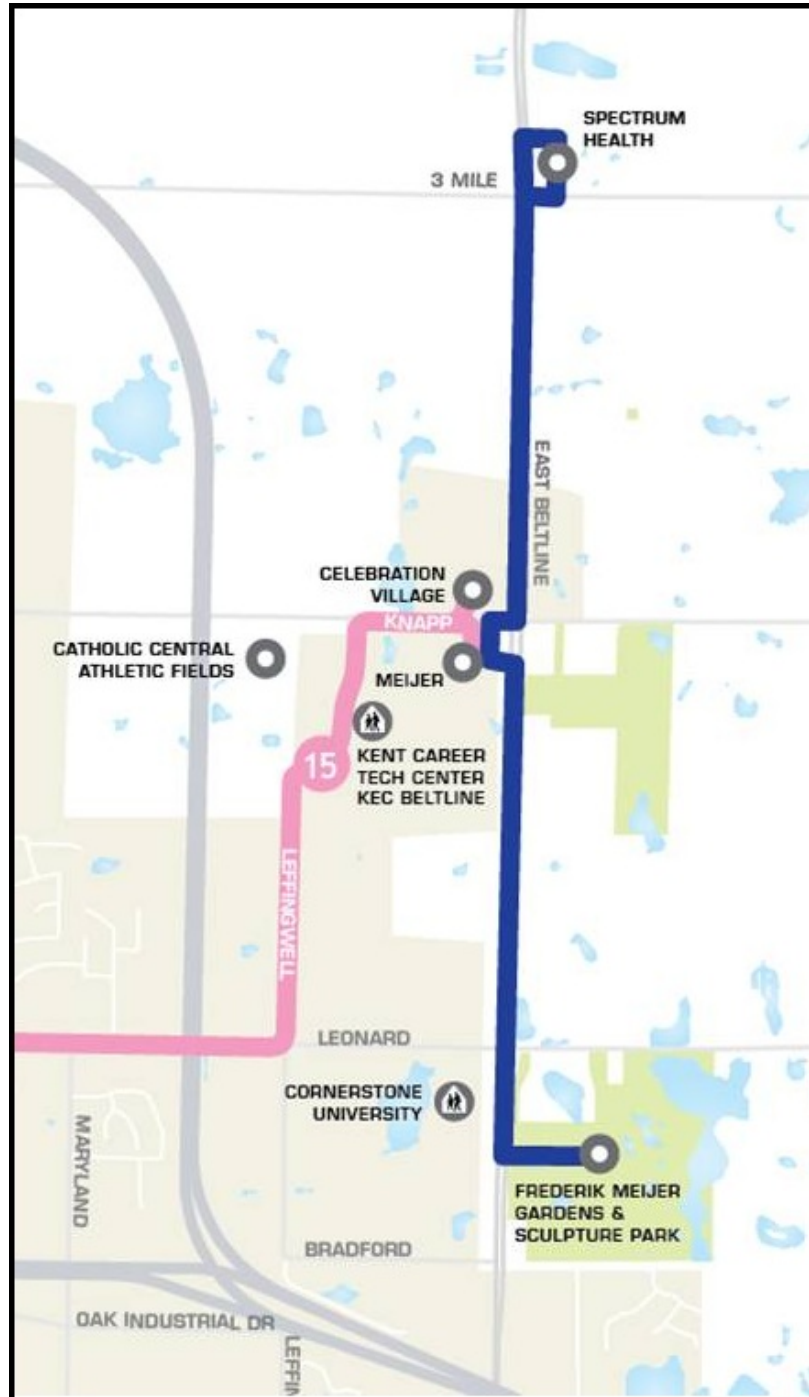 SPECTRUM
HEALTH
3 MILE
EAST BELTLINE
CELEBRATION
VILLAGE
KNAPP
CATHOLIC CENTRAL
ATHLETIC FIELDS
MEIJER
15
KENT CAREER
TECH CENTER
KEC BELTLINE
LEFFINGWELL
LEONARD
CORNERSTONE
UNIVERSITY
MARYLAND
FREDERIK MEIJER
GARDENS &
SCULPTURE PARK
BRADFORD
OAK INDUSTRIAL DR
LEFFIN